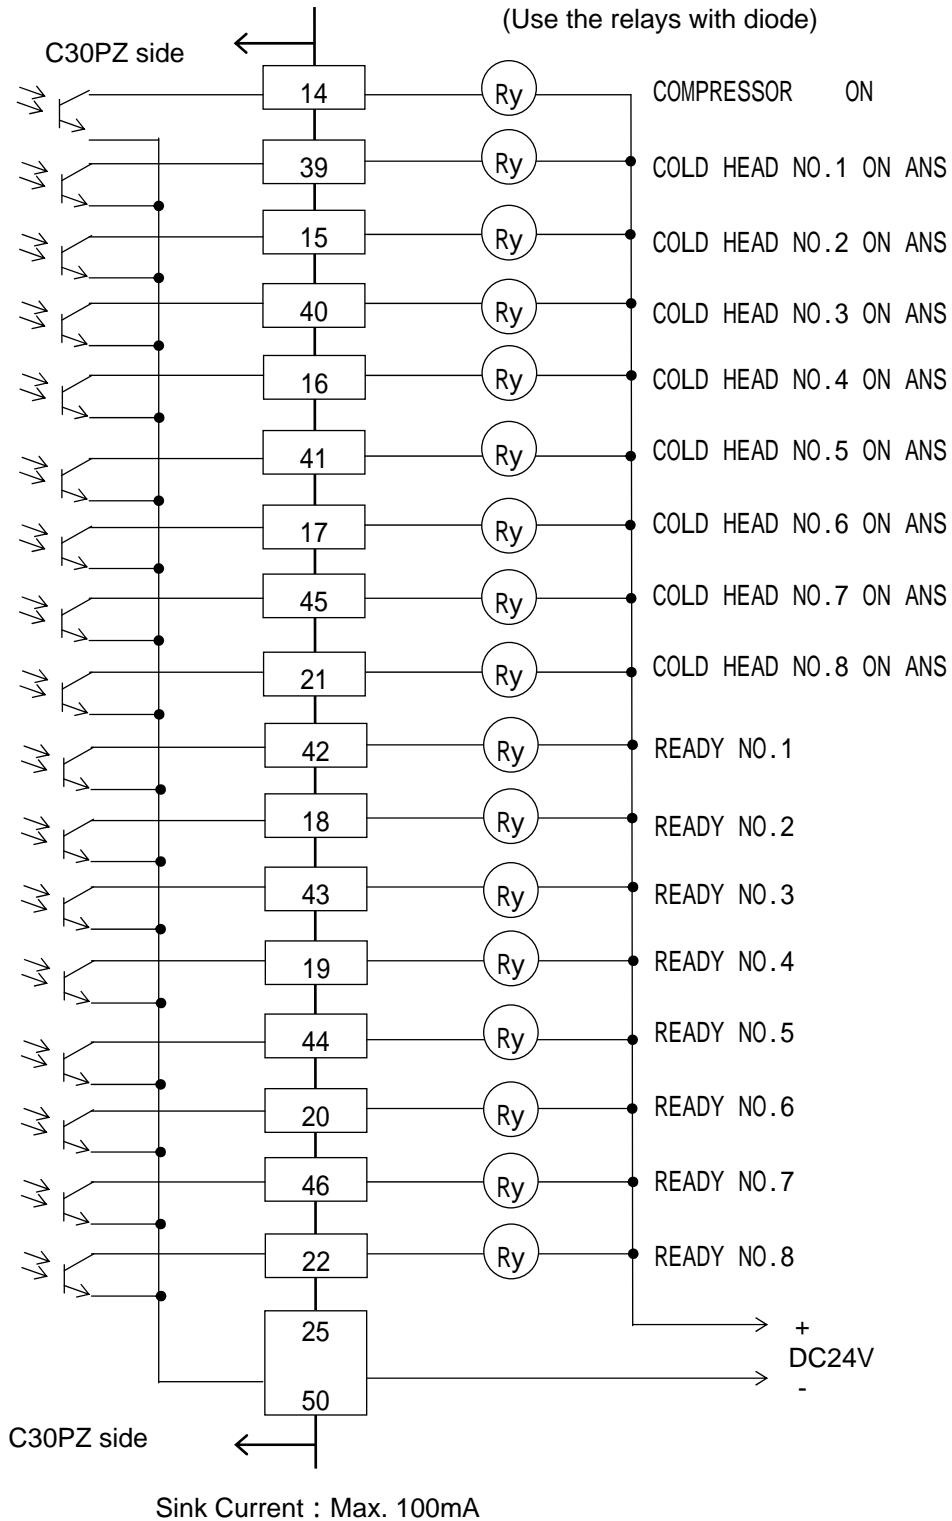 (Use the relays with diode)
C30PZ side
14 Ry COMPRESSOR ON
39 Ry COLD HEAD NO.1 ON ANS
15 Ry COLD HEAD NO.2 ON ANS
40 Ry COLD HEAD NO.3 ON ANS
16 Ry COLD HEAD NO.4 ON ANS
41 Ry COLD HEAD NO.5 ON ANS
17 Ry COLD HEAD NO.6 ON ANS
45 Ry COLD HEAD NO.7 ON ANS
21 Ry COLD HEAD NO.8 ON ANS
42 Ry READY NO.1
18 Ry READY NO.2
43 Ry READY NO.3
19 Ry READY NO.4
44 Ry READY NO.5
20 Ry READY NO.6
46 Ry READY NO.7
22 Ry READY NO.8
25 +
DC24V
50 -
C30PZ side
Sink Current : Max. 100mA